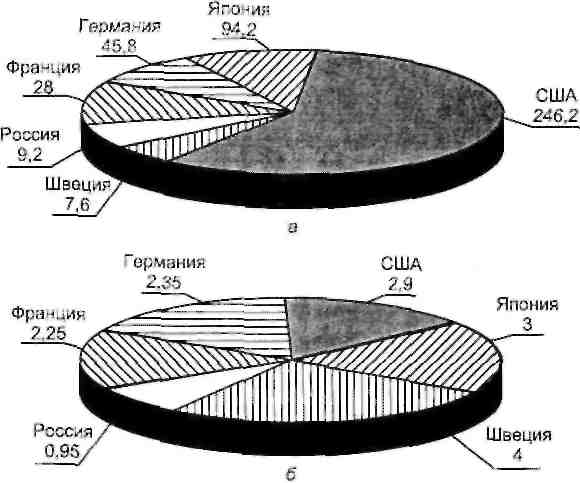 Япония
94,2
Германия
45,8
Франция
28
США
246,2
Россия
9,2
Швеция
7,6
а
Германия
2,35
США
2,9
Франция
2,25
Япония
3
Россия
0,95
Швеция
4
б